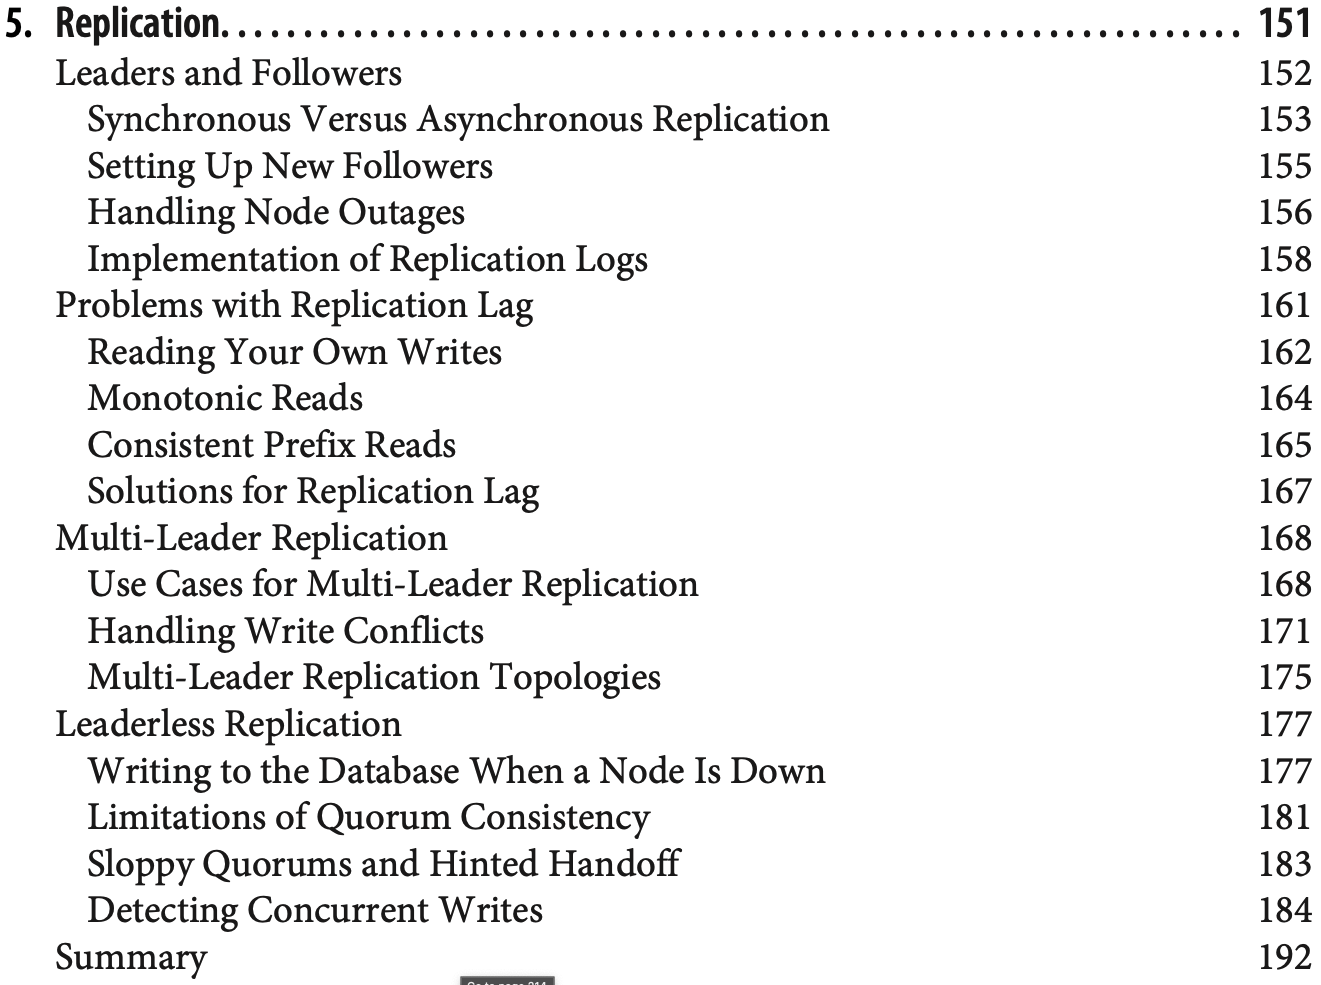 5. Replication. . . . . . . . . . . . . . . . . . . . . . . . . . . . . . . . . . . . . . . . . . . . . . . . . . . . . . . . . . . . . . . 151
Leaders and Followers 152
Synchronous Versus Asynchronous Replication 153
Setting Up New Followers 155
Handling Node Outages 156
Implementation of Replication Logs 158
Problems with Replication Lag 161
Reading Your Own Writes 162
Monotonic Reads 164
Consistent Prefix Reads 165
Solutions for Replication Lag 167
Multi-Leader Replication 168
Use Cases for Multi-Leader Replication 168
Handling Write Conflicts 171
Multi-Leader Replication Topologies 175
Leaderless Replication 177
Writing to the Database When a Node Is Down 177
Limitations of Quorum Consistency 181
Sloppy Quorums and Hinted Handoff 183
Detecting Concurrent Writes 184
Summary 192